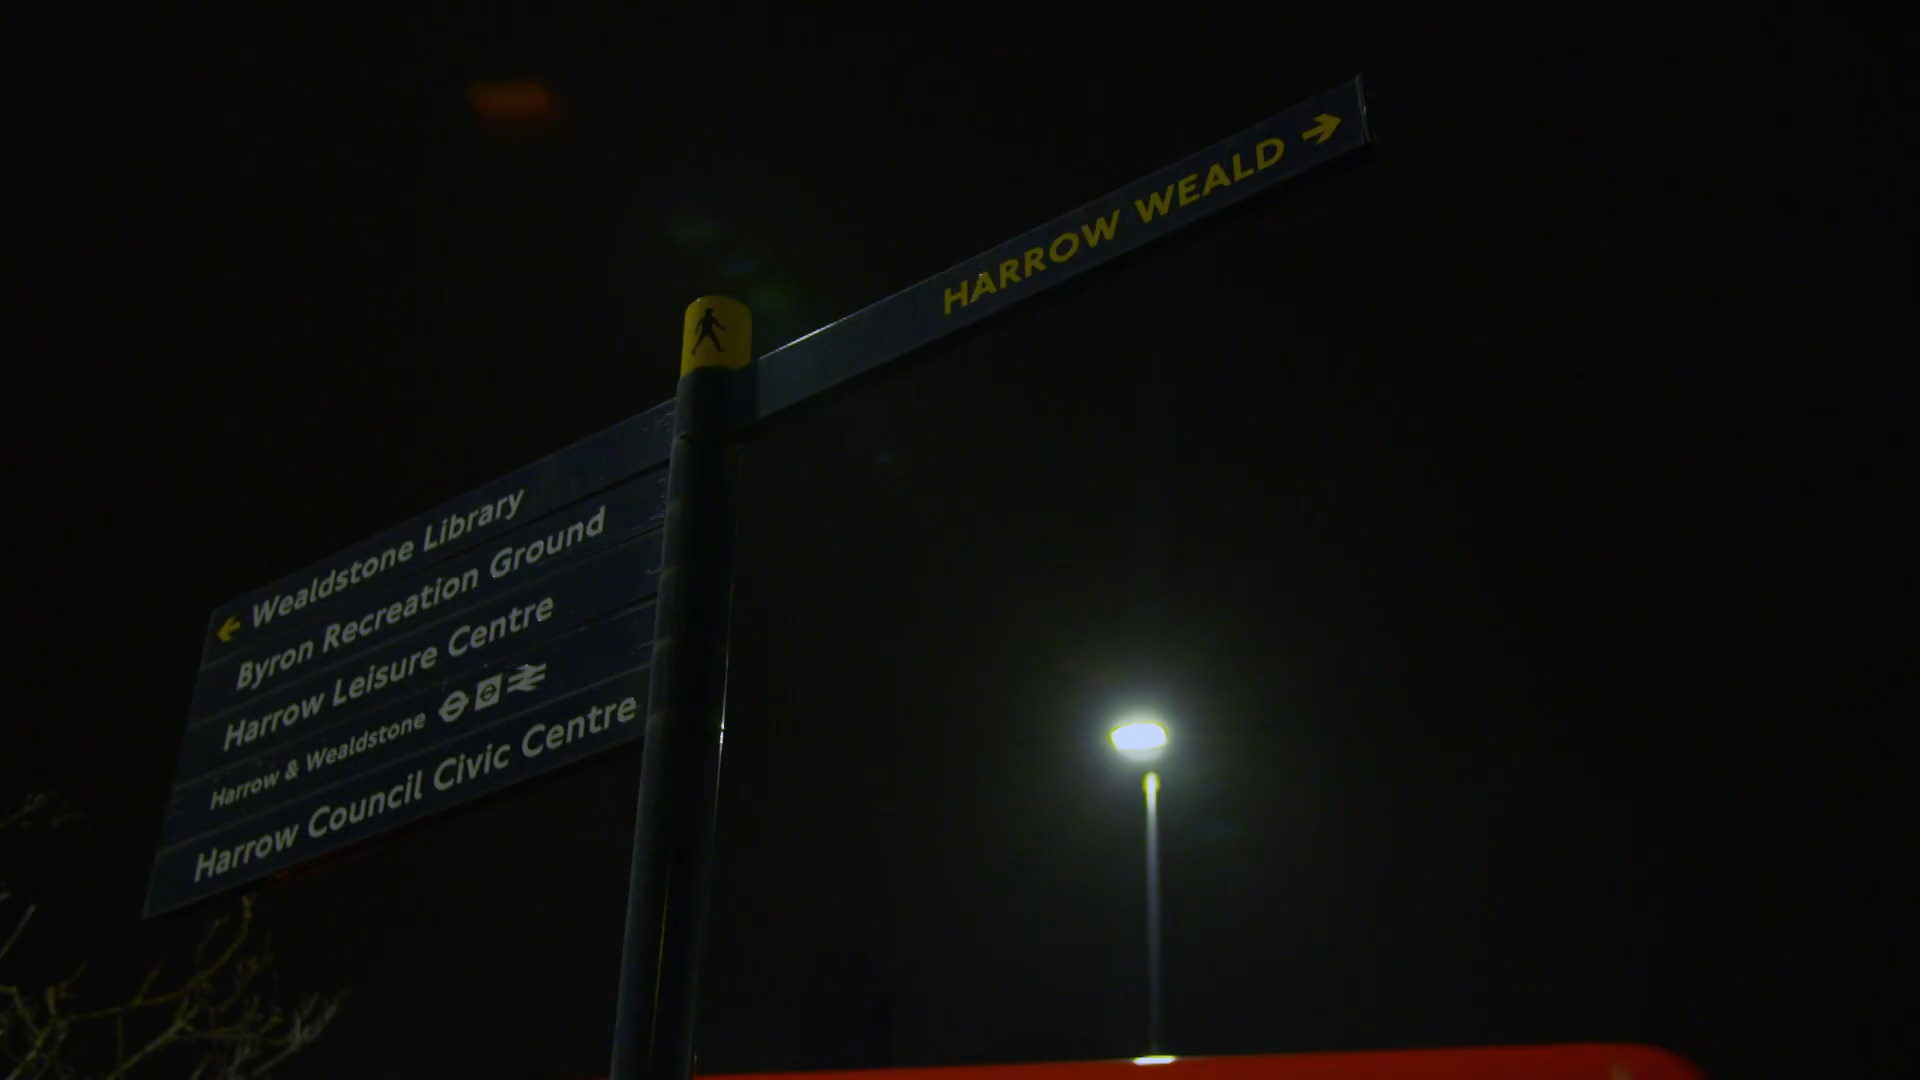 HARROW WEALD
Wealdstone Library
Byron Recreation Ground
Harrow Leisure Centre
Harrow & Wealdstone
Harrow Council Civic Centre